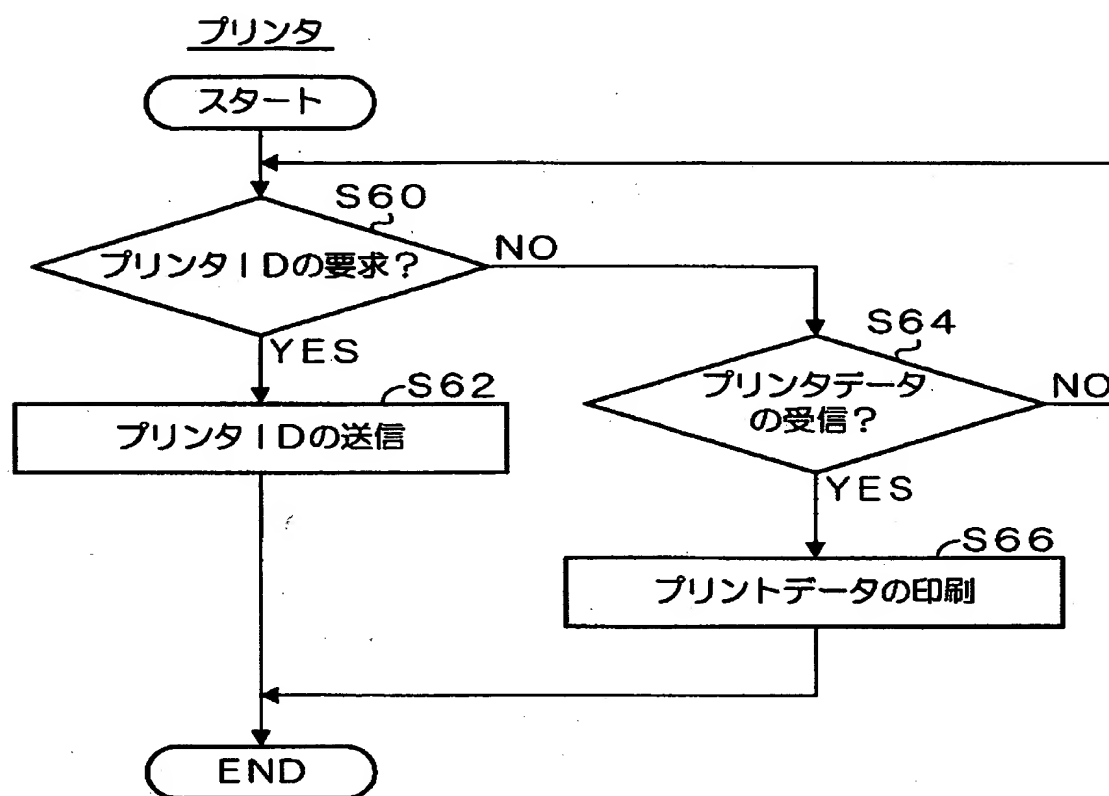 プリンタ
スタート
S60
プリンタIDの要求?
NO
YES
S62
プリンタIDの送信
S64
プリンタデータ
の受信?
NO
YES
S66
プリントデータの印刷
END